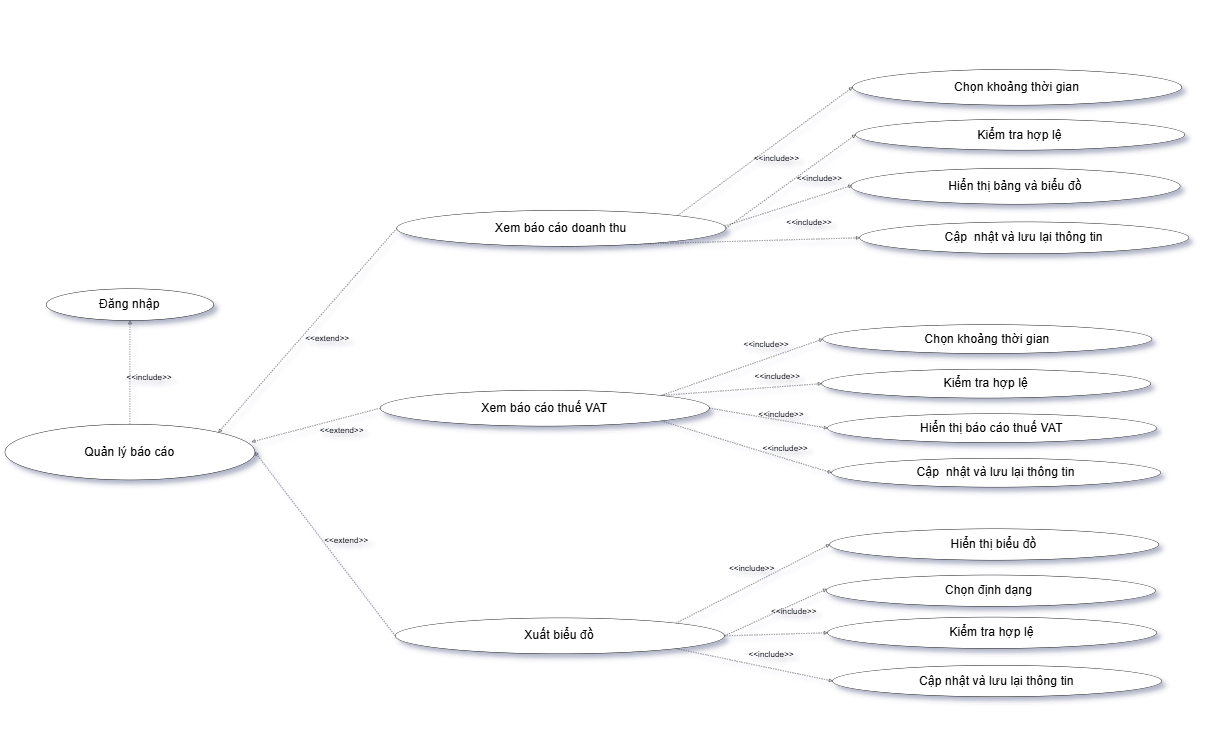 Chọn khoảng thời gian
Kiểm tra hợp lệ
<<include>>
<<include>>
Hiển thị bảng và biểu đồ
<<include>>
Xem báo cáo doanh thu
Cập  nhật và lưu lại thông tin
Đăng nhập
<<extend>>
<<include>>
Chọn khoảng thời gian
<<include>>
<<include>>
Kiểm tra hợp lệ
Xem báo cáo thuế VAT
<<include>>
Hiển thị báo cáo thuế VAT
<<extend>>
<<include>>
Quản lý báo cáo
Cập  nhật và lưu lại thông tin
<<extend>>
Hiển thị biểu đồ
<<include>>
Chọn định dạng
<<include>>
Xuất biểu đồ
Kiểm tra hợp lệ
<<include>>
Cập nhật và lưu lại thông tin